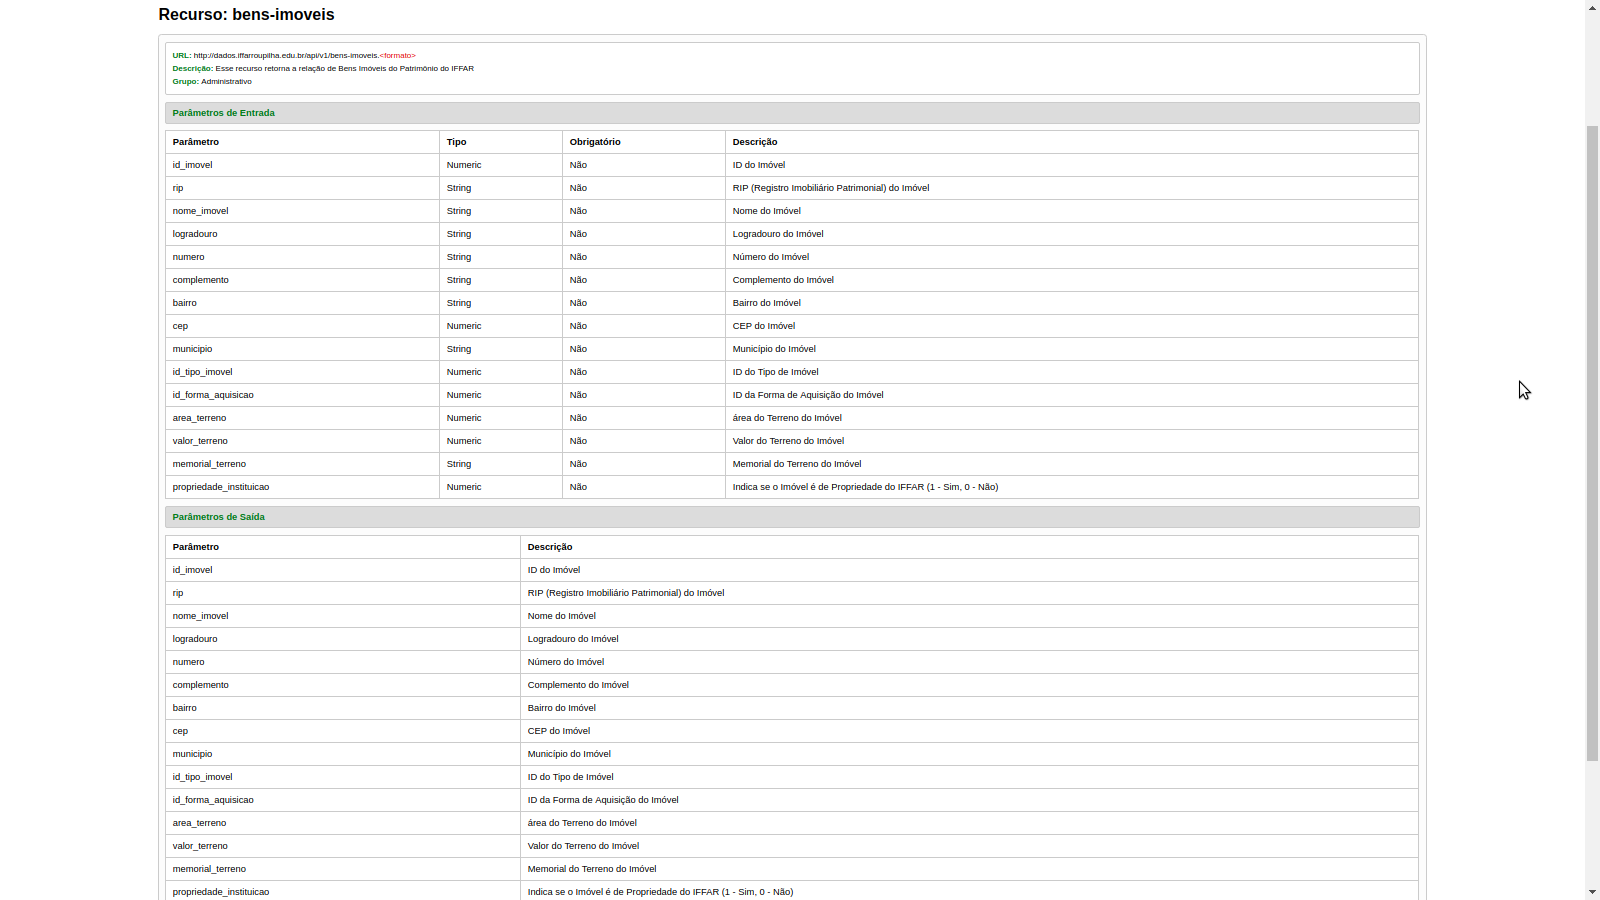 Recurso: bens-imoveis
URL: http://dados.iffarroupilha.edu.br/api/v1/bens-imoveis.<formato>
Descrição: Esse recurso retorna a relação de Bens Imóveis do Patrimônio do IFFAR
Grupo: Administrativo
Parâmetros de Entrada
Parâmetro Tipo Obrigatório Descrição
id_imovel Numeric Não ID do Imóvel
rip String Não RIP (Registro Imobiliário Patrimonial) do Imóvel
nome_imovel String Não Nome do Imóvel
logradouro String Não Logradouro do Imóvel
numero String Não Número do Imóvel
complemento String Não Complemento do Imóvel
bairro String Não Bairro do Imóvel
cep Numeric Não CEP do Imóvel
municipio String Não Município do Imóvel
id_tipo_imovel Numeric Não ID do Tipo de Imóvel
id_forma_aquisicao Numeric Não ID da Forma de Aquisição do Imóvel
area_terreno Numeric Não área do Terreno do Imóvel
valor_terreno Numeric Não Valor do Terreno do Imóvel
memorial_terreno String Não Memorial do Terreno do Imóvel
propriedade_instituicao Numeric Não Indica se o Imóvel é de Propriedade do IFFAR (1 - Sim, 0 - Não)
Parâmetros de Saída
Parâmetro Descrição
id_imovel ID do Imóvel
rip RIP (Registro Imobiliário Patrimonial) do Imóvel
nome_imovel Nome do Imóvel
logradouro Logradouro do Imóvel
numero Número do Imóvel
complemento Complemento do Imóvel
bairro Bairro do Imóvel
cep CEP do Imóvel
municipio Município do Imóvel
id_tipo_imovel ID do Tipo de Imóvel
id_forma_aquisicao ID da Forma de Aquisição do Imóvel
area_terreno área do Terreno do Imóvel
valor_terreno Valor do Terreno do Imóvel
memorial_terreno Memorial do Terreno do Imóvel
propriedade_instituicao Indica se o Imóvel é de Propriedade do IFFAR (1 - Sim, 0 - Não)